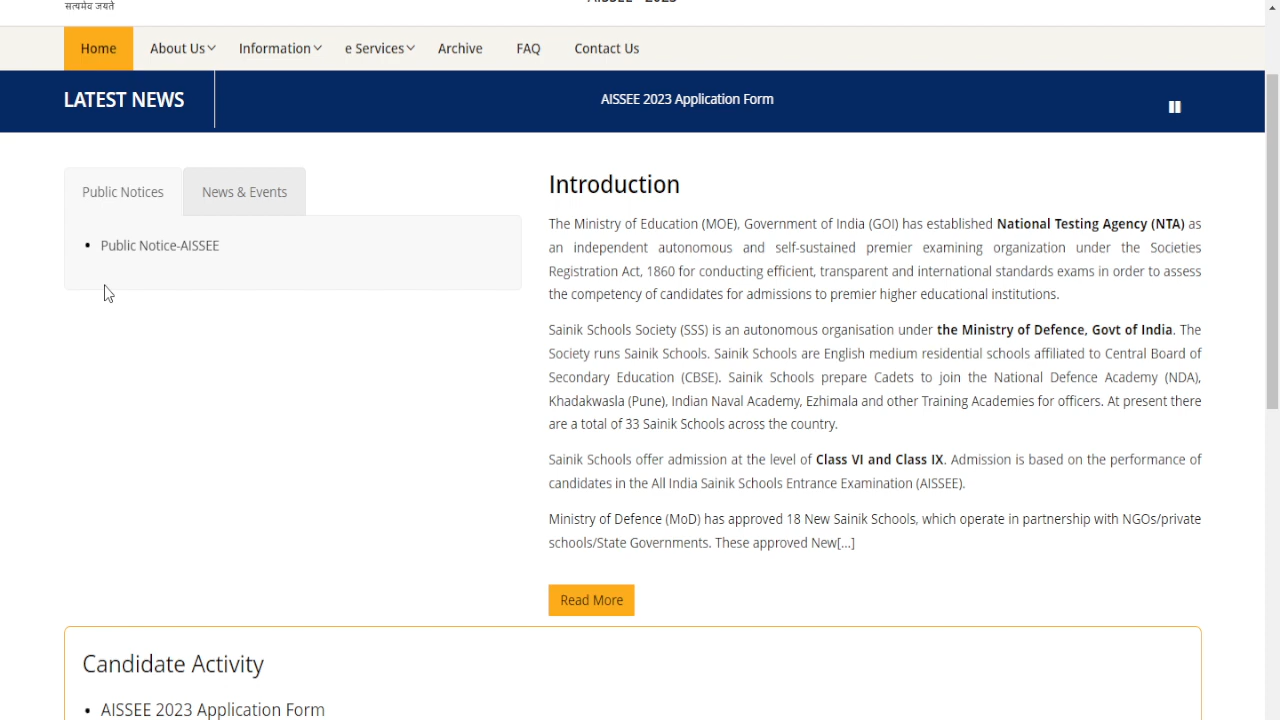 सत्यमेव जयते
AISSEE - 2023
Home
About Us
Information
e Services
Archive
FAQ
Contact Us
LATEST NEWS
AISSEE 2023 Application Form
Public Notices
News & Events
Public Notice-AISSEE
Introduction
The Ministry of Education (MOE), Government of India (GOI) has established National Testing Agency (NTA) as
an independent autonomous and self-sustained premier examining organization under the Societies
Registration Act, 1860 for conducting efficient, transparent and international standards exams in order to assess
the competency of candidates for admissions to premier higher educational institutions.
Sainik Schools Society (SSS) is an autonomous organisation under the Ministry of Defence, Govt of India. The
Society runs Sainik Schools. Sainik Schools are English medium residential schools affiliated to Central Board of
Secondary Education (CBSE). Sainik Schools prepare Cadets to join the National Defence Academy (NDA),
Khadakwasla (Pune), Indian Naval Academy, Ezhimala and other Training Academies for officers. At present there
are a total of 33 Sainik Schools across the country.
Sainik Schools offer admission at the level of Class VI and Class IX. Admission is based on the performance of
candidates in the All India Sainik Schools Entrance Examination (AISSEE).
Ministry of Defence (MoD) has approved 18 New Sainik Schools, which operate in partnership with NGOs/private
schools/State Governments. These approved New[...]
Read More
Candidate Activity
AISSEE 2023 Application Form